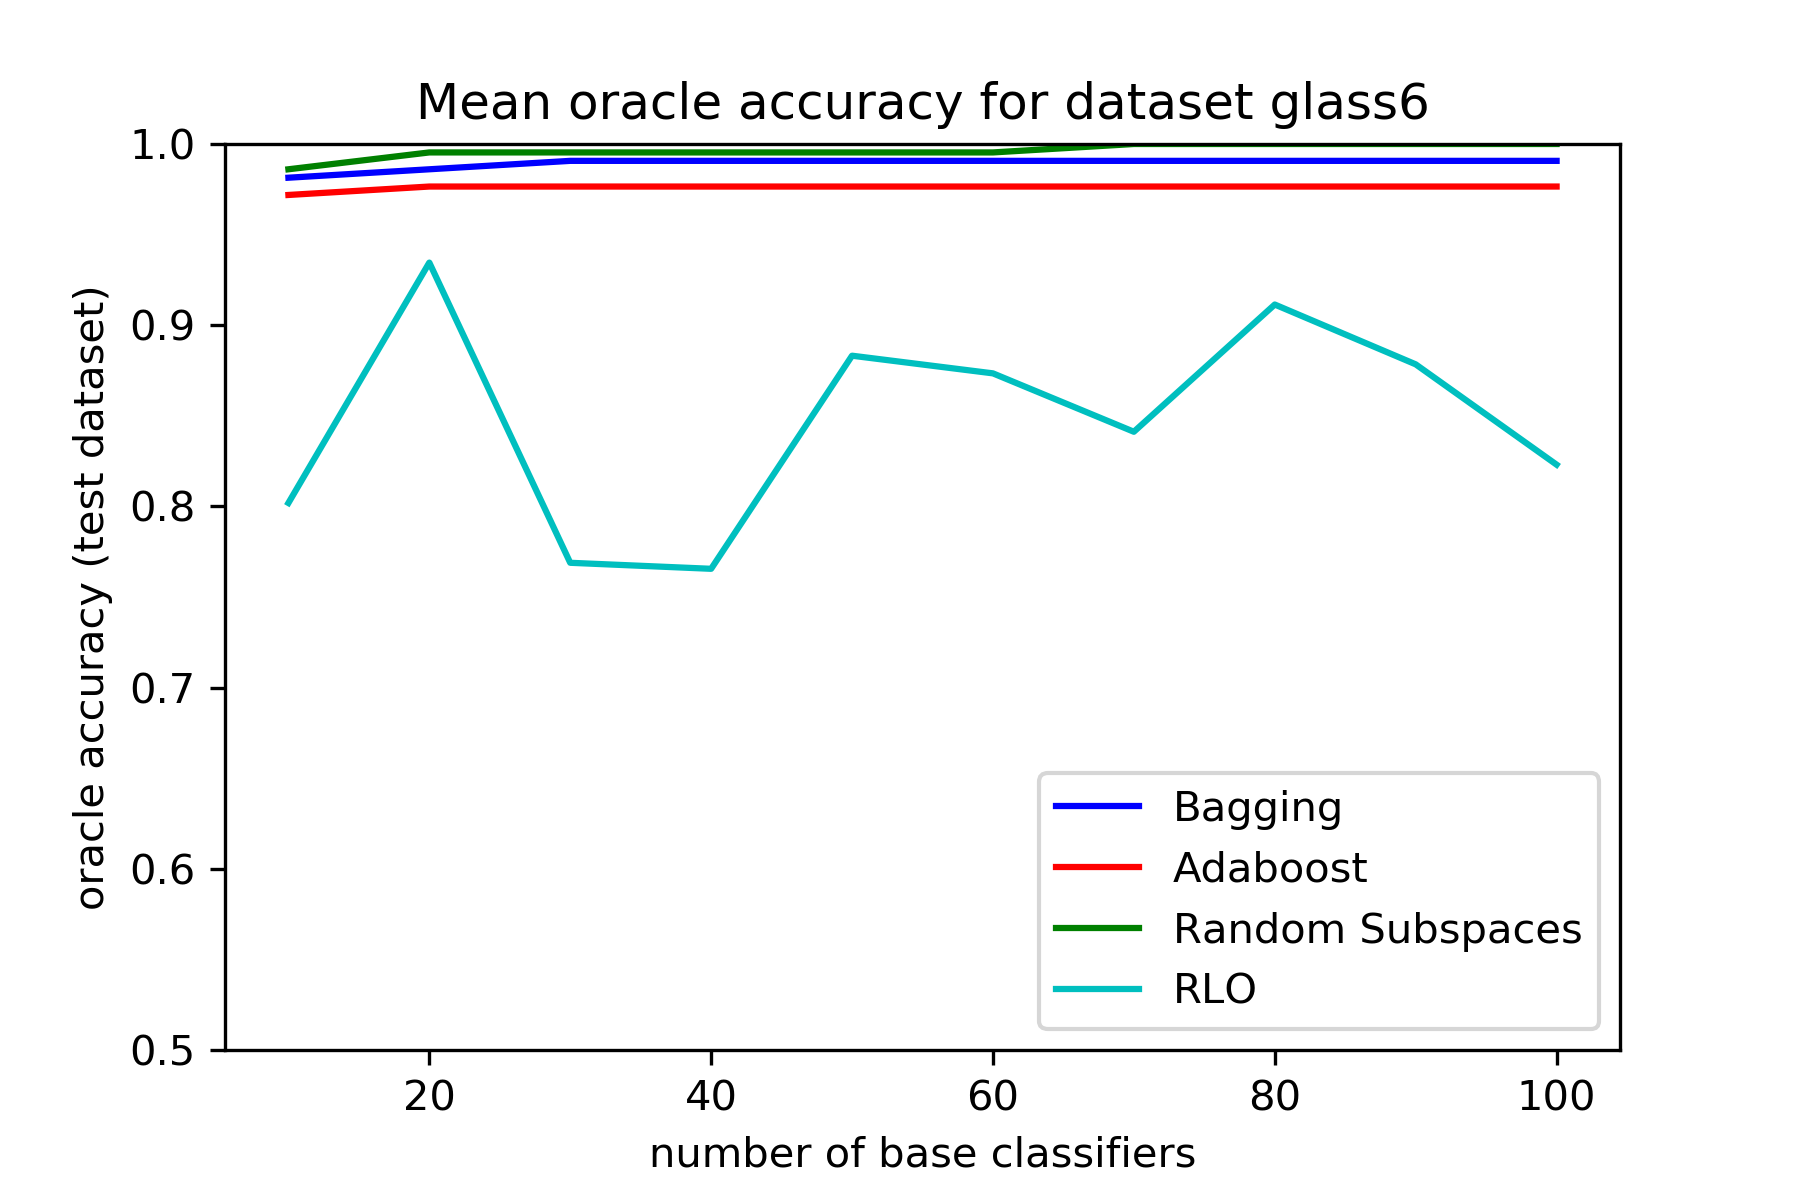 Mean oracle accuracy for dataset glass6
oracle accuracy (test dataset)
1.0
0.9
0.8
0.7
0.6
0.5
Bagging
Adaboost
Random Subspaces
RLO
20 40 60 80 100
number of base classifiers